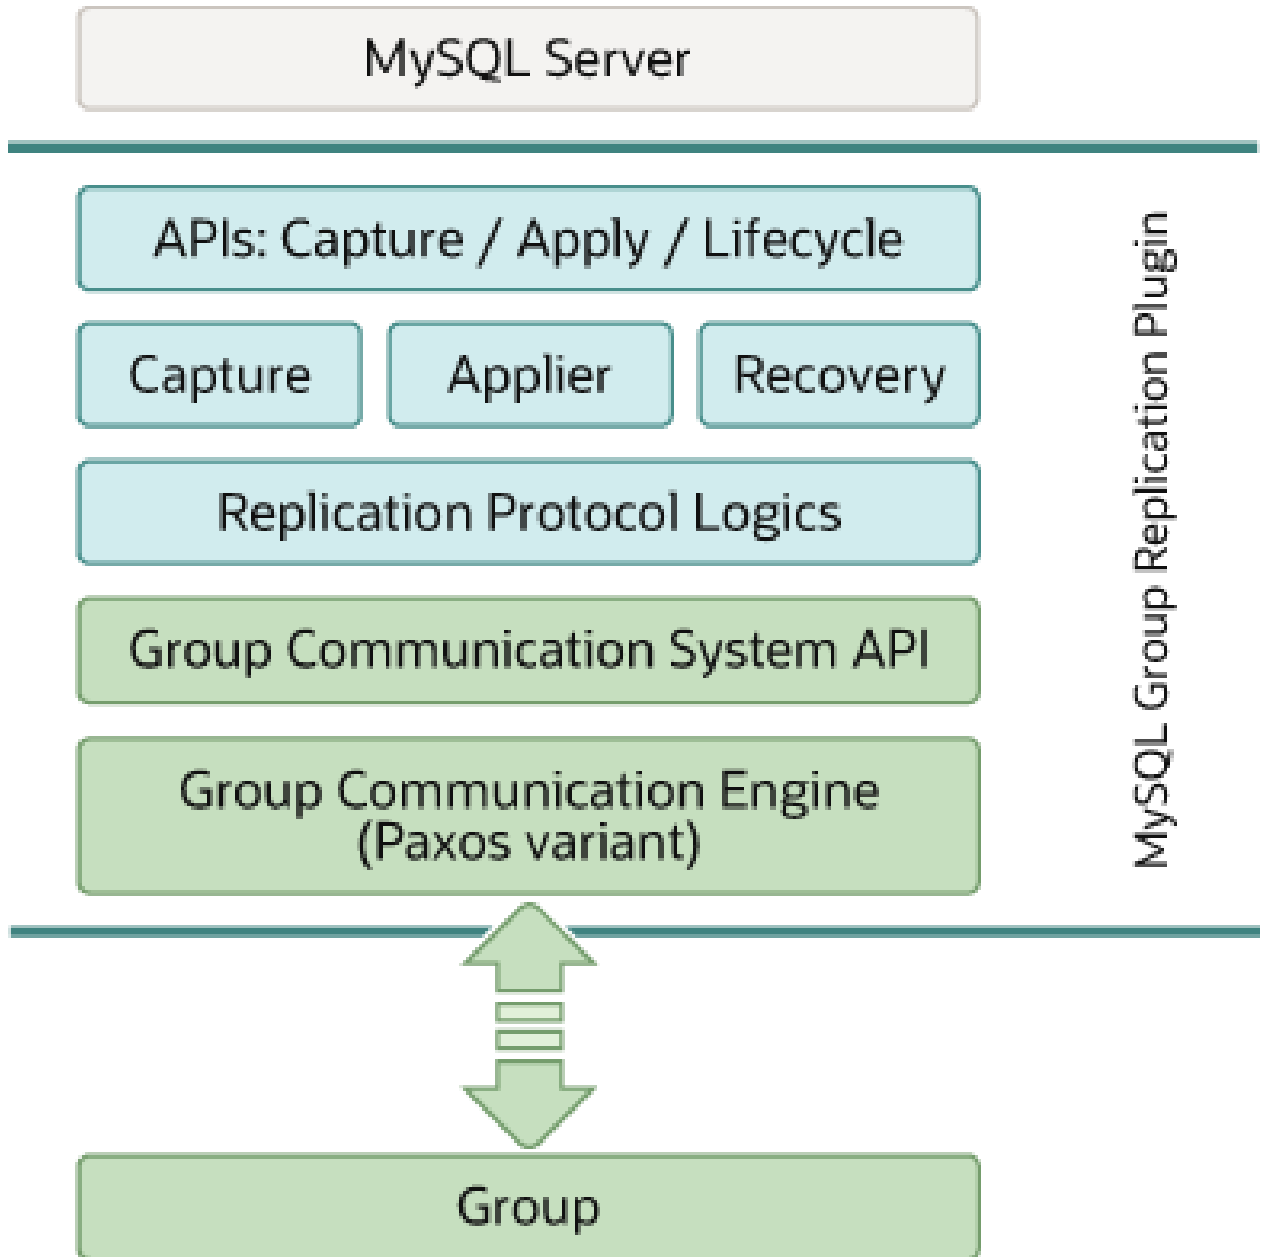 MySQL Server
APIs: Capture / Apply / Lifecycle
Capture
Applier
Recovery
Replication Protocol Logics
Group Communication System API
Group Communication Engine
(Paxos variant)
MySQL Group Replication Plugin
Group